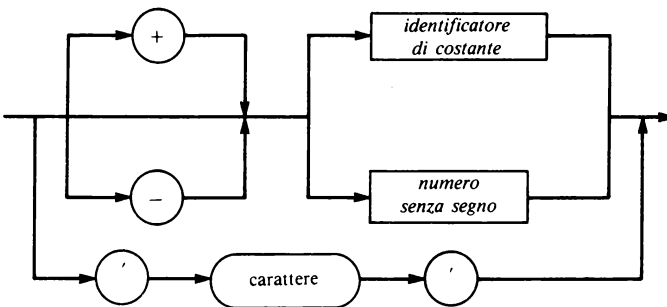 +
identificatore
di costante
−
numero
senza segno
′ carattere ′